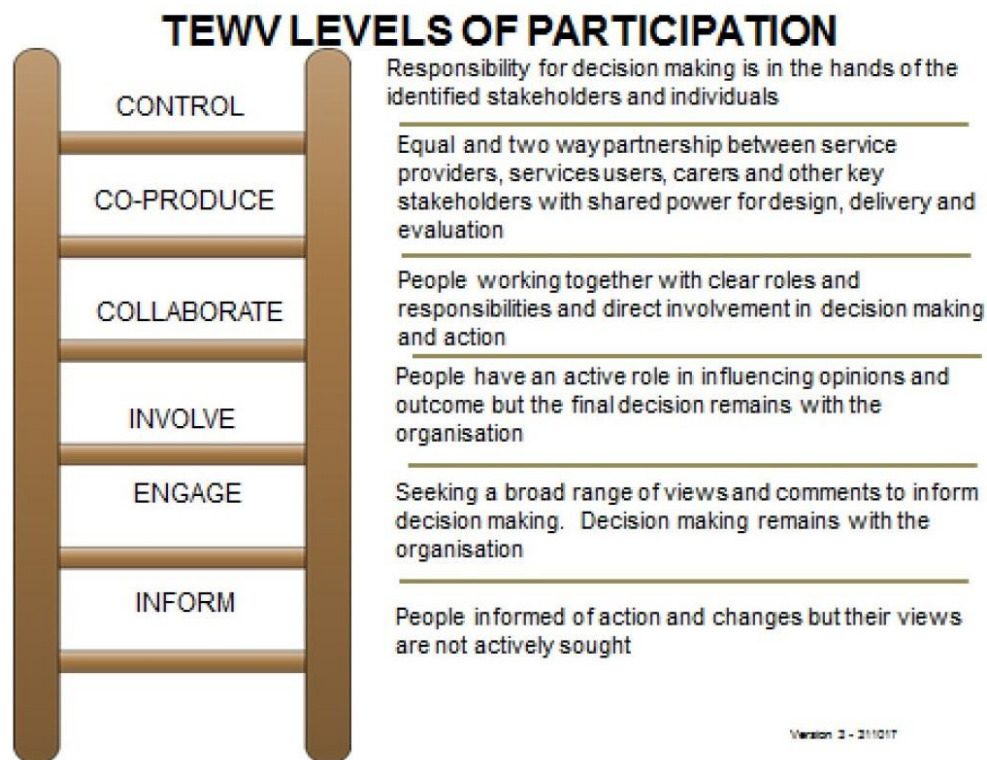 TEWV LEVELS OF PARTICIPATION
CONTROL
Responsibility for decision making is in the hands of the
identified stakeholders and individuals
CO-PRODUCE
Equal and two way partnership between service
providers, services users, carers and other key
stakeholders with shared power for design, delivery and
evaluation
COLLABORATE
People working together with clear roles and
responsibilities and direct involvement in decision making
and action
INVOLVE
People have an active role in influencing opinions and
outcome but the final decision remains with the
organisation
ENGAGE
Seeking a broad range of views and comments to inform
decision making. Decision making remains with the
organisation
INFORM
People informed of action and changes but their views
are not actively sought
Version